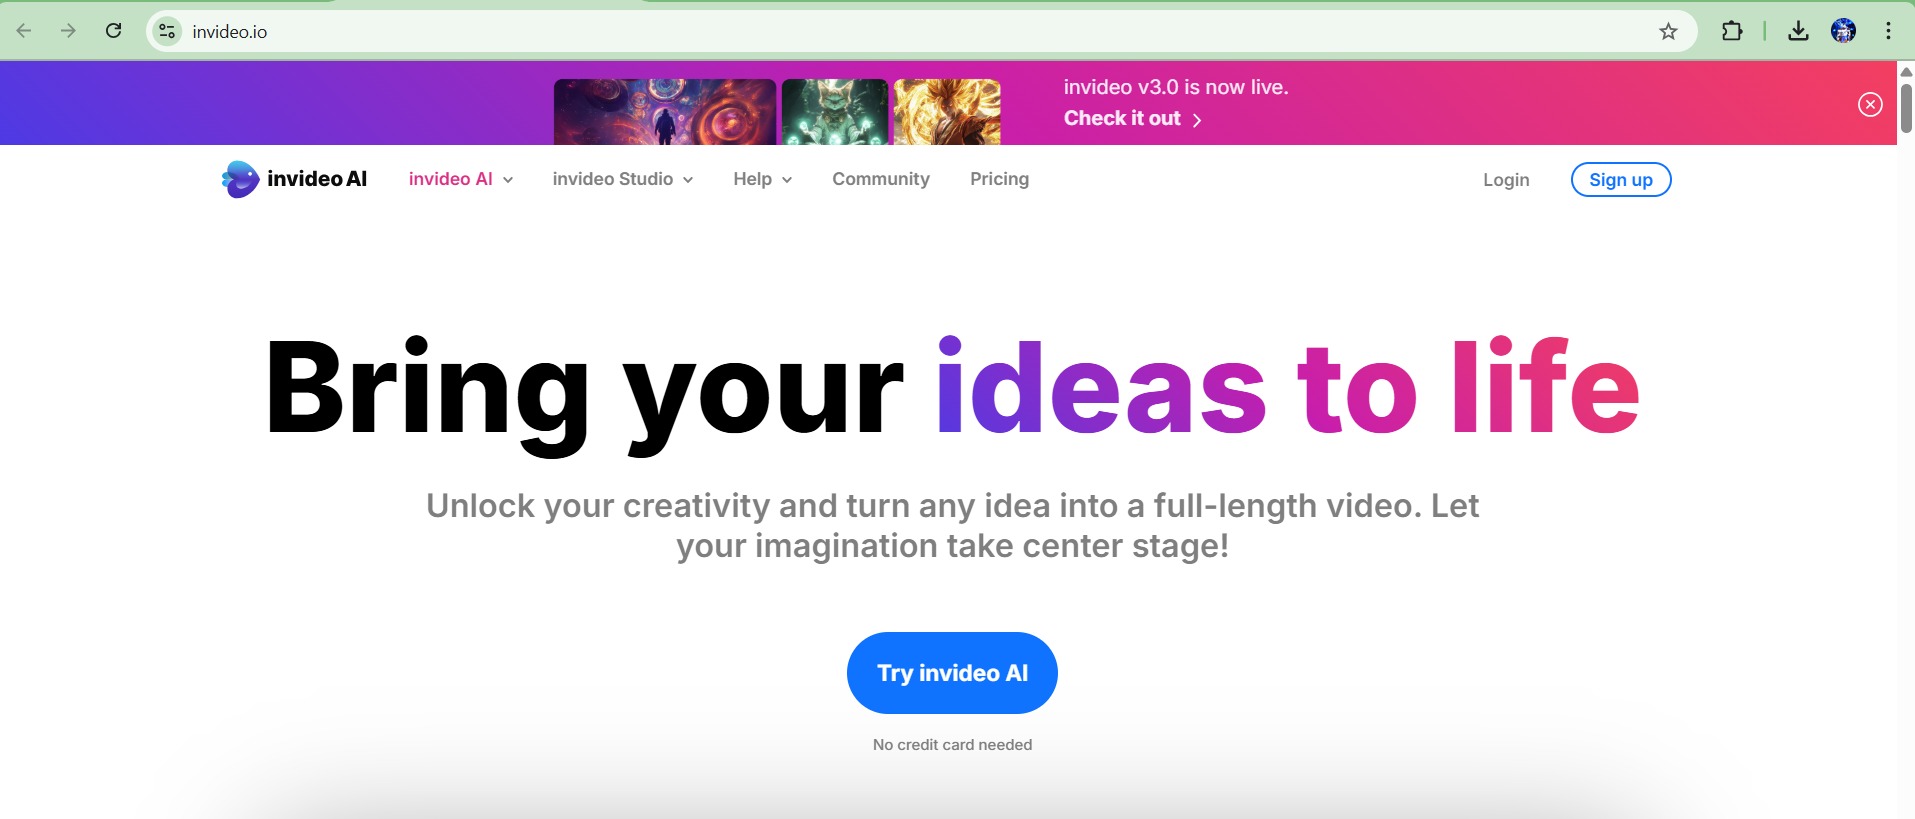 invideo.io
invideo v3.0 is now live.
Check it out
invideo AI
invideo AI
invideo Studio
Help
Community
Pricing
Login
Sign up
Bring your ideas to life
Unlock your creativity and turn any idea into a full-length video. Let
your imagination take center stage!
Try invideo AI
No credit card needed